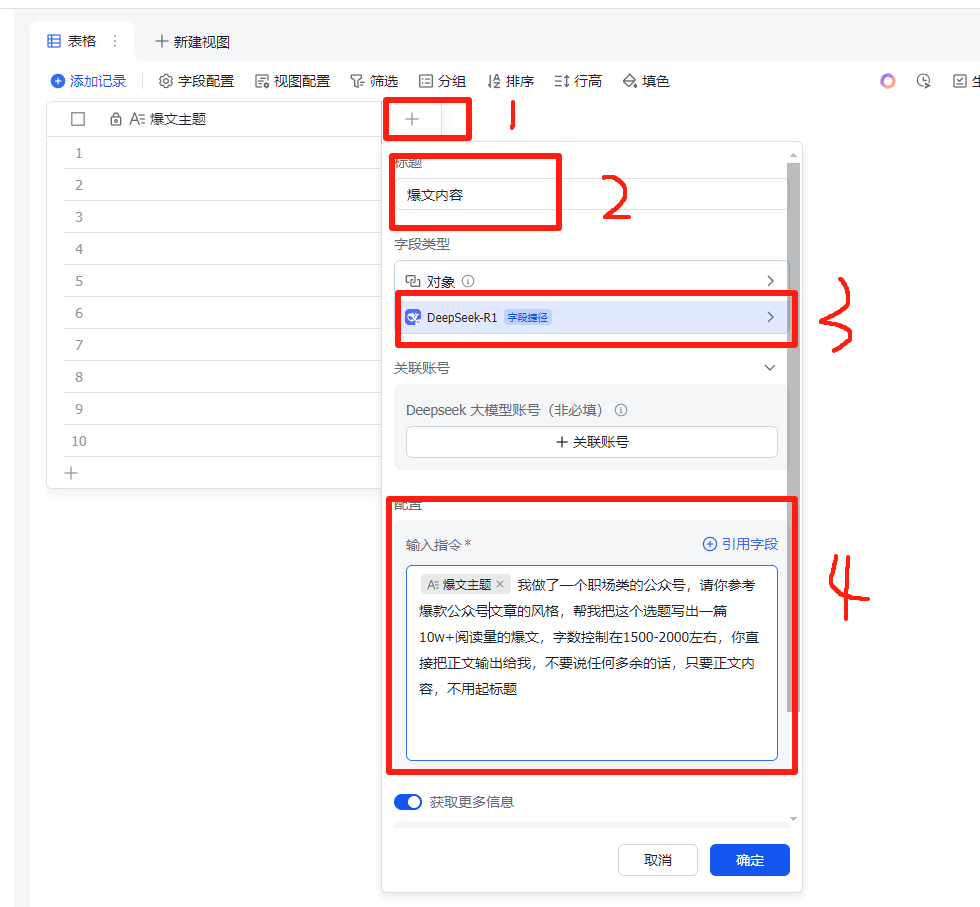 表格
新建视图
添加记录 字段配置 视图配置 筛选 分组 排序 行高 填色
爆文主题
1
1
2
3
4
5
6
7
8
9
10
标题
爆文内容
2
字段类型
对象
DeepSeek-R1 字段捷径
3
关联账号
Deepseek 大模型账号（非必填）
关联账号
配置
输入指令* 引用字段
爆文主题 × 我做了一个职场类的公众号，请你参考
爆款公众号文章的风格，帮我把这个选题写出一篇
10w+阅读量的爆文，字数控制在1500-2000左右，你直
接把正文输出给我，不要说任何多余的话，只要正文内
容，不用起标题
4
获取更多信息
取消 确定